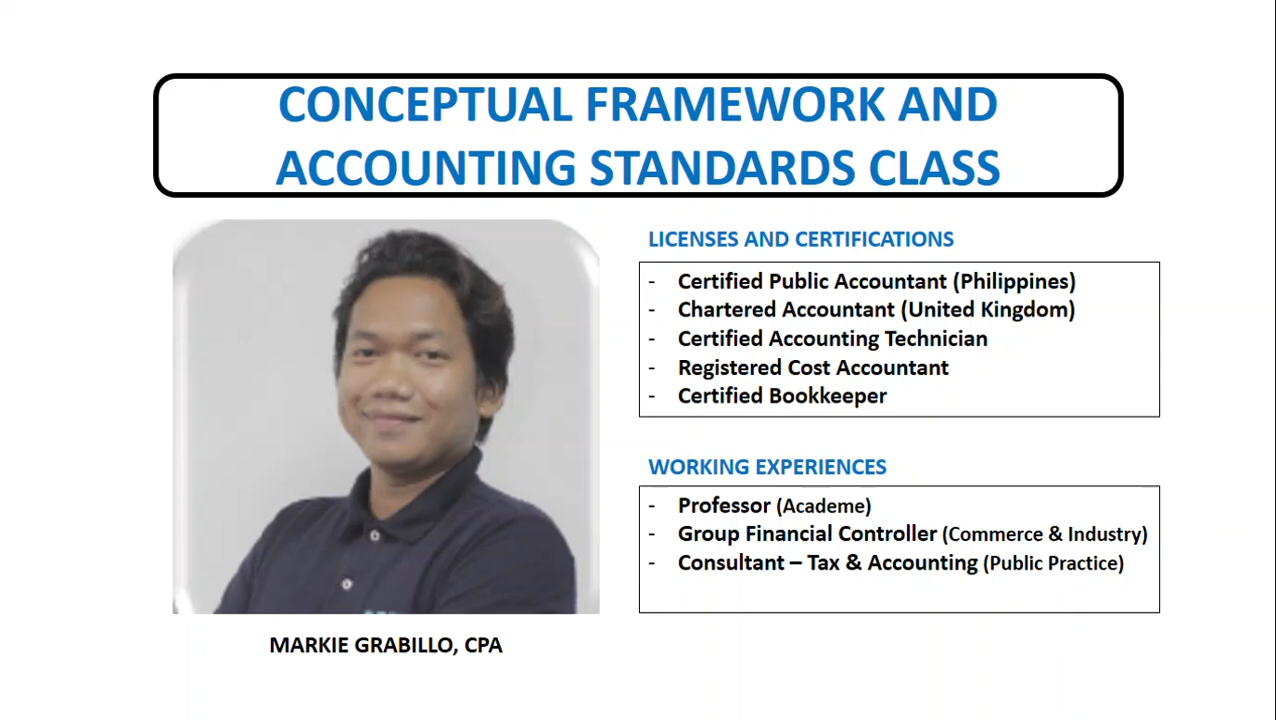 CONCEPTUAL FRAMEWORK AND
ACCOUNTING STANDARDS CLASS
LICENSES AND CERTIFICATIONS
- Certified Public Accountant (Philippines)
- Chartered Accountant (United Kingdom)
- Certified Accounting Technician
- Registered Cost Accountant
- Certified Bookkeeper
WORKING EXPERIENCES
- Professor (Academe)
- Group Financial Controller (Commerce & Industry)
- Consultant – Tax & Accounting (Public Practice)
MARKIE GRABILLO, CPA